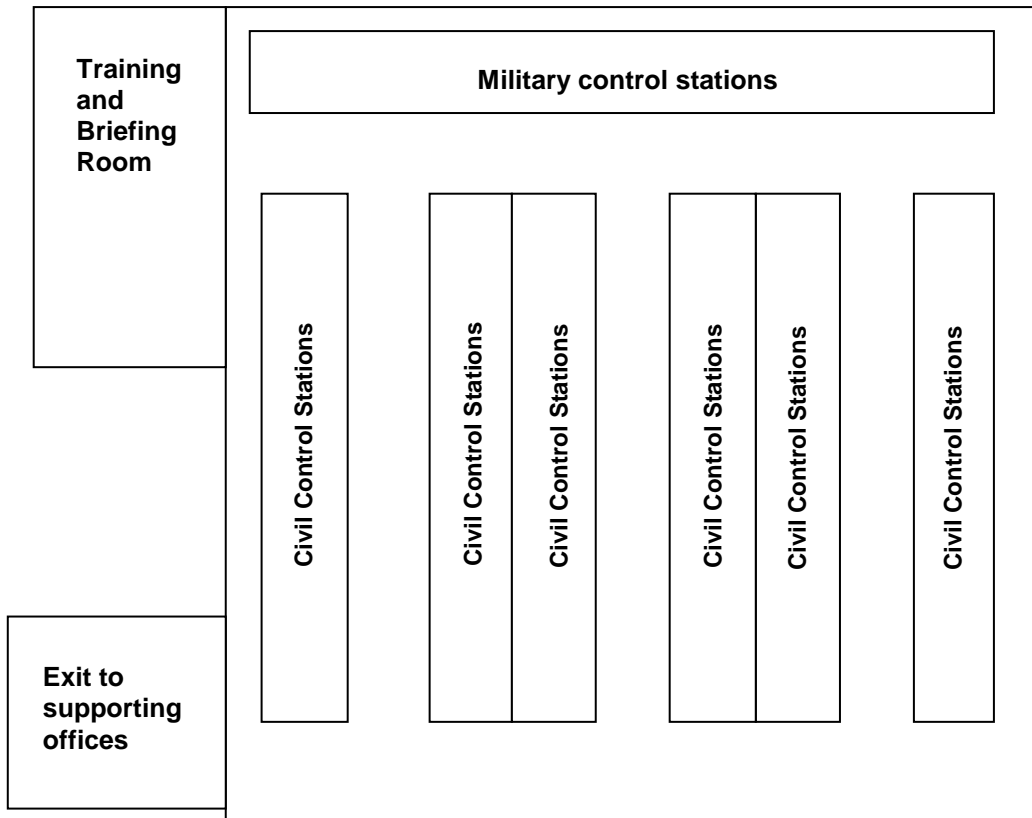 Training
and
Briefing
Room
Military control stations
Civil Control Stations
Civil Control Stations
Civil Control Stations
Civil Control Stations
Civil Control Stations
Civil Control Stations
Exit to
supporting
offices